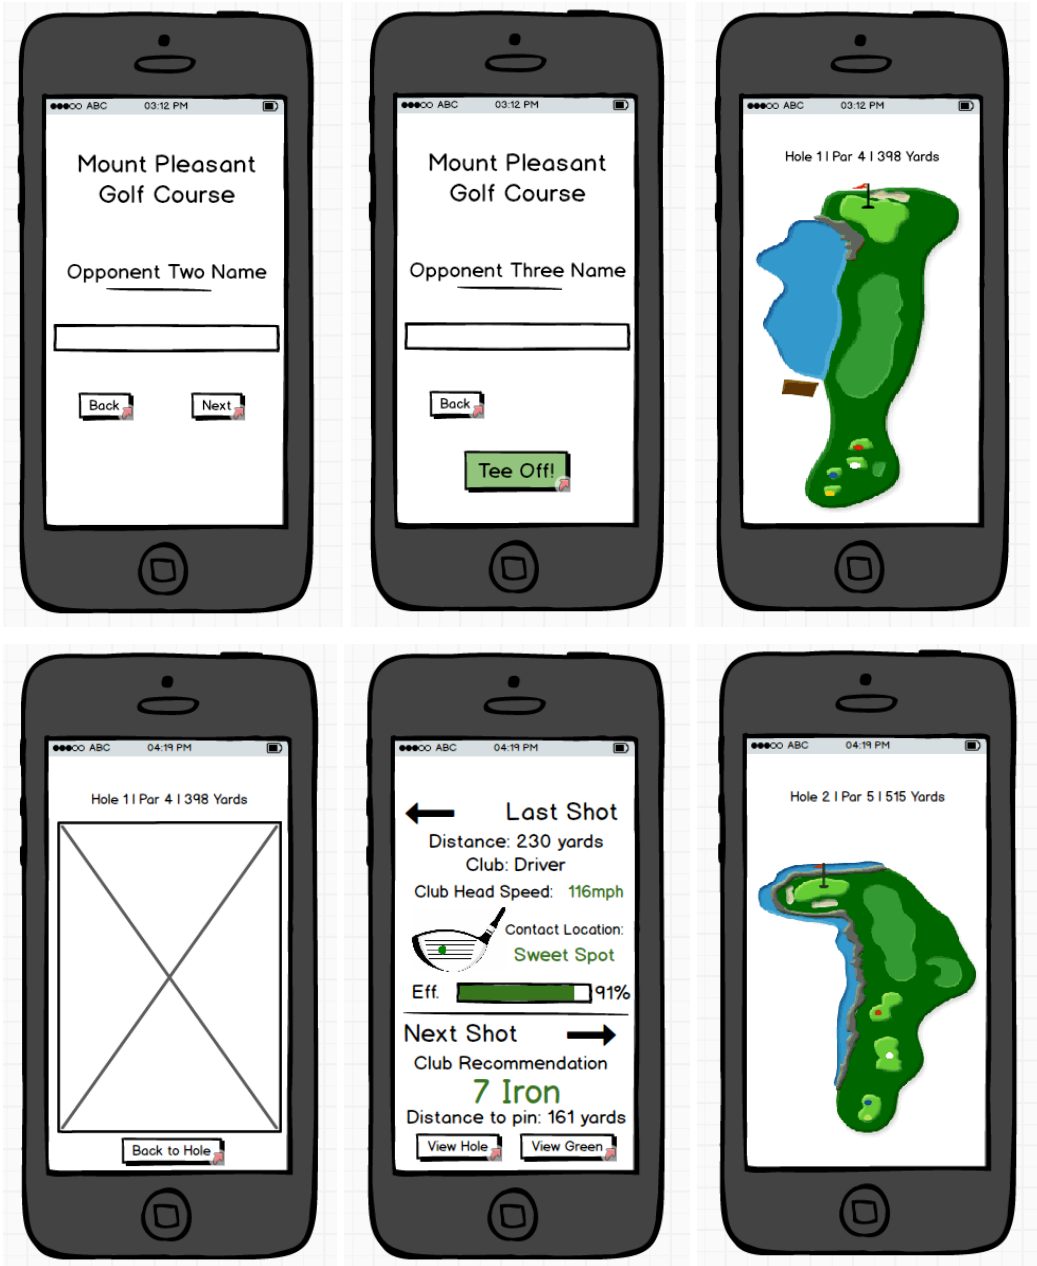 ABC 03:12 PM
Mount Pleasant
Golf Course
Opponent Two Name
Back Next
ABC 03:12 PM
Mount Pleasant
Golf Course
Opponent Three Name
Back
Tee Off!
ABC 03:12 PM
Hole 1 | Par 4 | 398 Yards
ABC 04:19 PM
Hole 1 | Par 4 | 398 Yards
Back to Hole
ABC 04:19 PM
Last Shot
Distance: 230 yards
Club: Driver
Club Head Speed: 116mph
Contact Location:
Sweet Spot
Eff. 91%
Next Shot
Club Recommendation
7 Iron
Distance to pin: 161 yards
View Hole View Green
ABC 04:19 PM
Hole 2 | Par 5 | 515 Yards